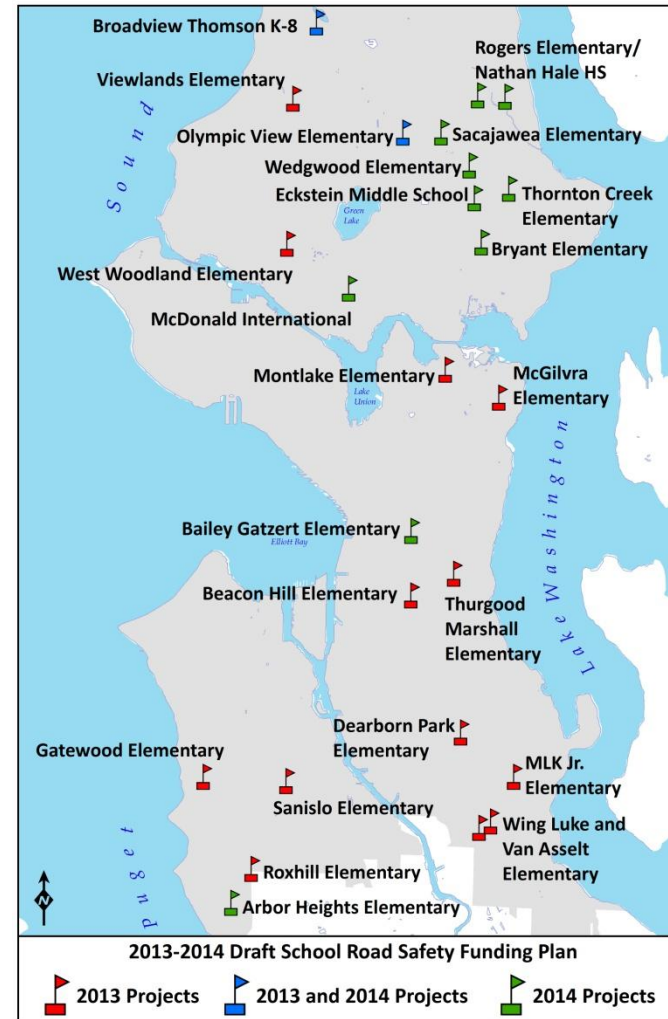 Broadview Thomson K-8
Rogers Elementary/
Nathan Hale HS
Viewlands Elementary
Olympic View Elementary
Sacajawea Elementary
Wedgwood Elementary
Eckstein Middle School
Thornton Creek
Elementary
Green
Lake
Bryant Elementary
West Woodland Elementary
McDonald International
Montlake Elementary
McGilvra
Elementary
Lake
Union
Bailey Gatzert Elementary
Elliott Bay
Beacon Hill Elementary
Thurgood
Marshall
Elementary
Lake Washington
Dearborn Park
Elementary
Gatewood Elementary
MLK Jr.
Elementary
Sanislo Elementary
Wing Luke and
Van Asselt
Elementary
Roxhill Elementary
Arbor Heights Elementary
Puget Sound
N
2013-2014 Draft School Road Safety Funding Plan
2013 Projects
2013 and 2014 Projects
2014 Projects